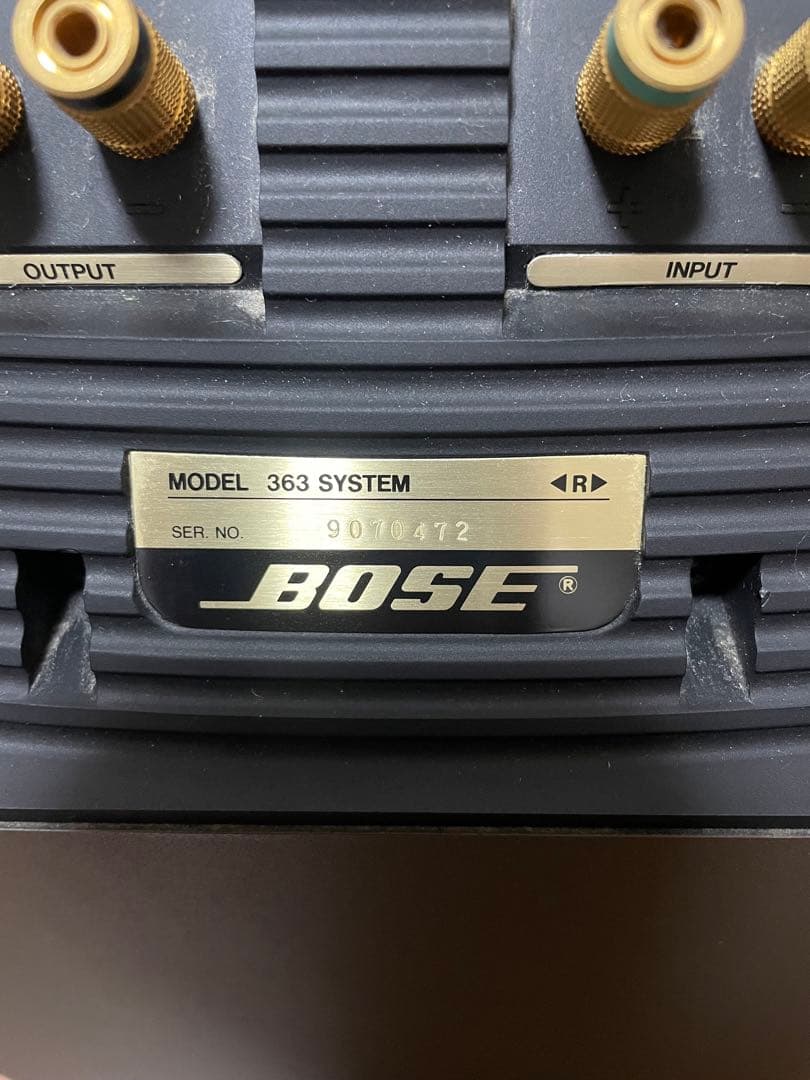 -
+
-
OUTPUT
INPUT
MODEL 363 SYSTEM ◀R▶
SER. NO. 9070472
BOSE®